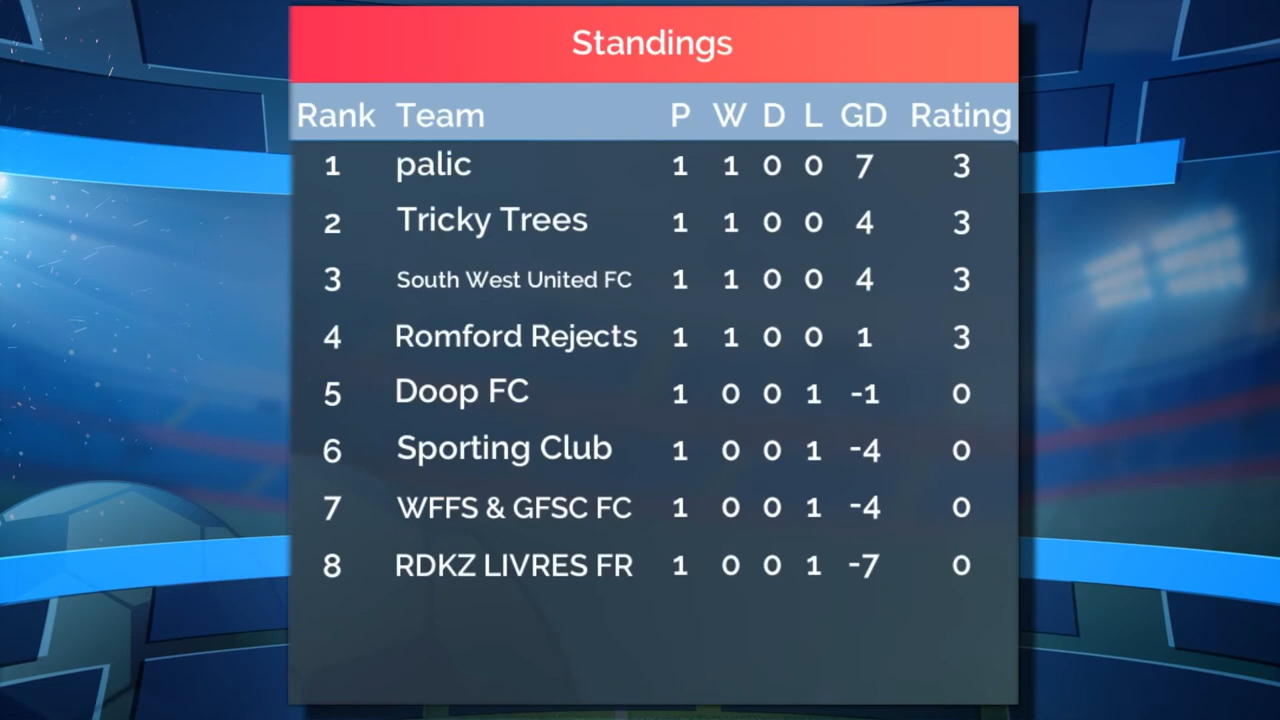 Standings
Rank Team P W D L GD Rating
1 palic 1 1 0 0 7 3
2 Tricky Trees 1 1 0 0 4 3
3 South West United FC 1 1 0 0 4 3
4 Romford Rejects 1 1 0 0 1 3
5 Doop FC 1 0 0 1 -1 0
6 Sporting Club 1 0 0 1 -4 0
7 WFFS & GFSC FC 1 0 0 1 -4 0
8 RDKZ LIVRES FR 1 0 0 1 -7 0